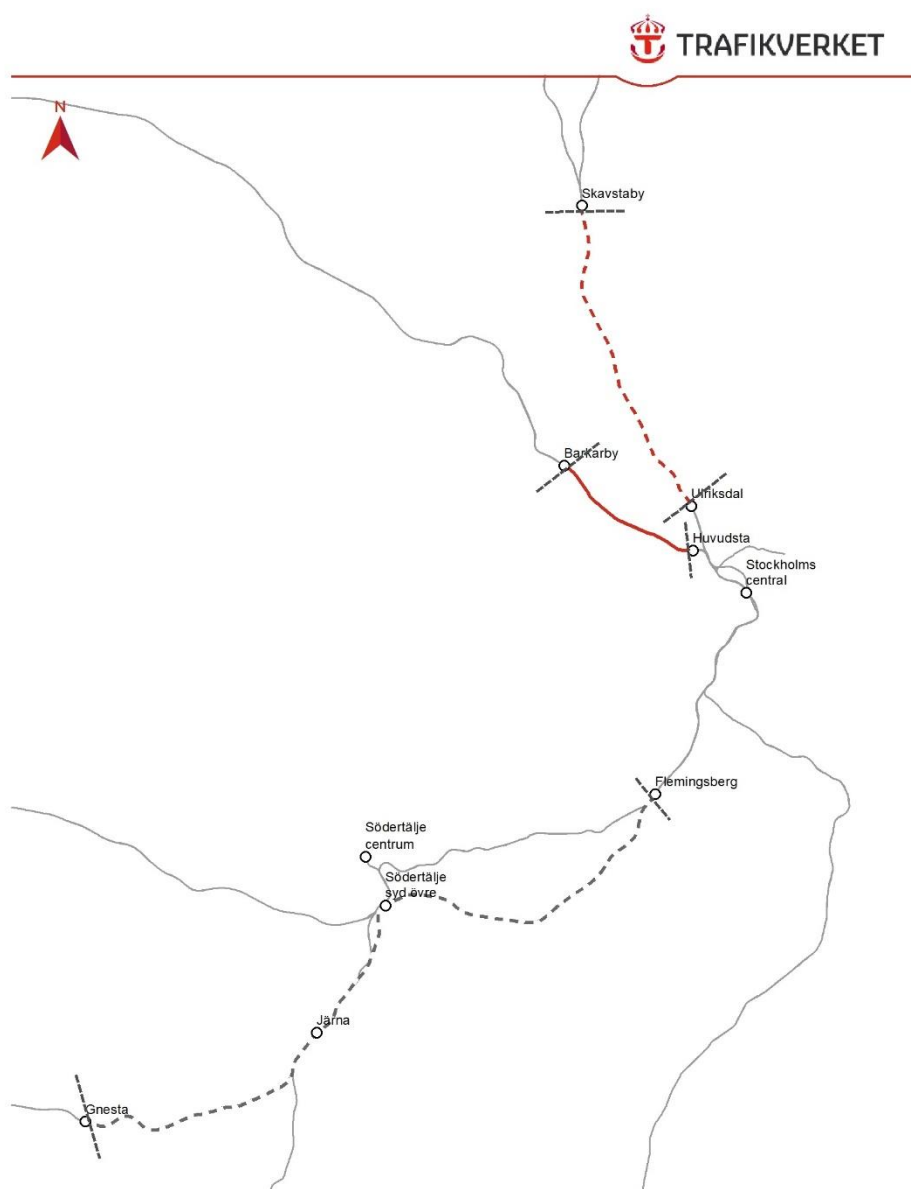 TRAFIKVERKET
N
Skavstaby
Barkarby
Ulriksdal
Huvudsta
Stockholms
central
Flemingsberg
Södertälje
centrum
Södertälje
syd övre
Järna
Gnesta